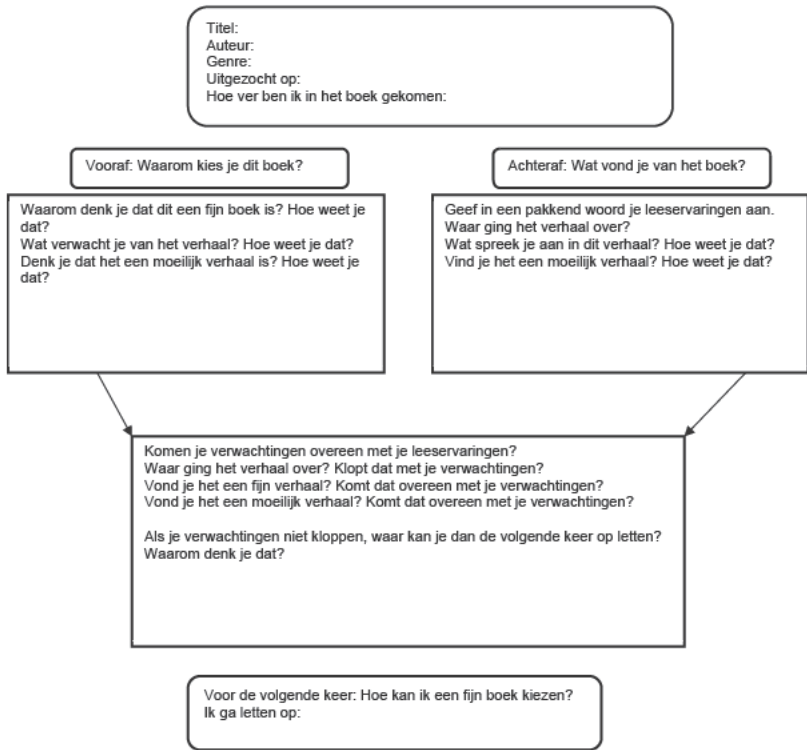 Titel:
Auteur:
Genre:
Uitgezocht op:
Hoe ver ben ik in het boek gekomen:
Vooraf: Waarom kies je dit boek?
Waarom denk je dat dit een fijn boek is? Hoe weet je
dat?
Wat verwacht je van het verhaal? Hoe weet je dat?
Denk je dat het een moeilijk verhaal is? Hoe weet je
dat?
Achteraf: Wat vond je van het boek?
Geef in een pakkend woord je leeservaringen aan.
Waar ging het verhaal over?
Wat spreek je aan in dit verhaal? Hoe weet je dat?
Vind je het een moeilijk verhaal? Hoe weet je dat?
Komen je verwachtingen overeen met je leeservaringen?
Waar ging het verhaal over? Klopt dat met je verwachtingen?
Vond je het een fijn verhaal? Komt dat overeen met je verwachtingen?
Vond je het een moeilijk verhaal? Komt dat overeen met je verwachtingen?
Als je verwachtingen niet kloppen, waar kan je dan de volgende keer op letten?
Waarom denk je dat?
Voor de volgende keer: Hoe kan ik een fijn boek kiezen?
Ik ga letten op: